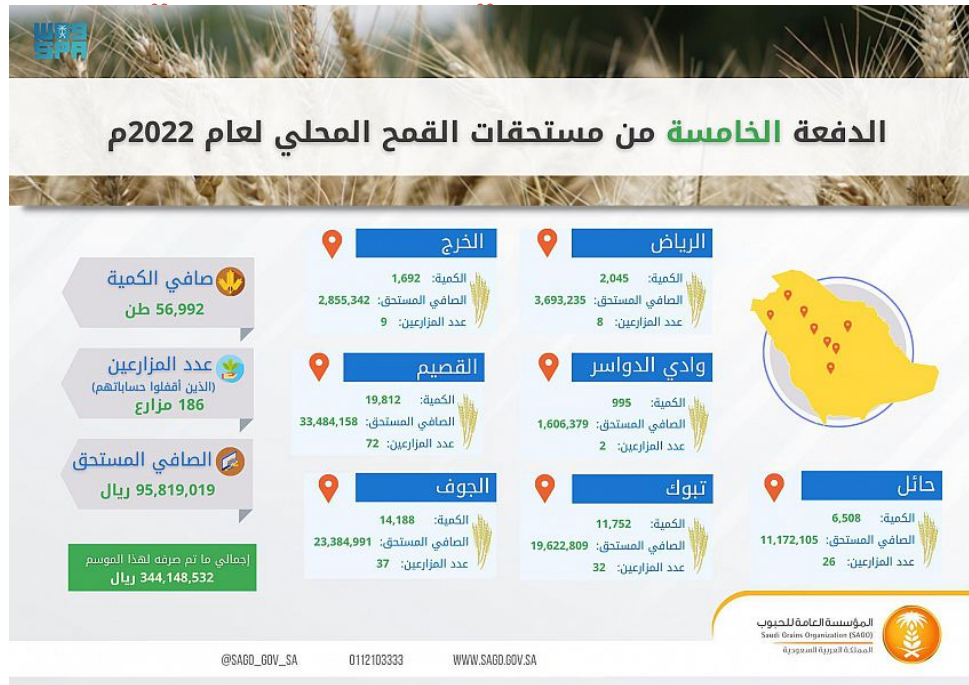 واس
SPA
الدفعة الخامسة من مستحقات القمح المحلي لعام 2022م
الرياض
الكمية: 2,045
الصافي المستحق: 3,693,235
عدد المزارعين: 8
الخرج
الكمية: 1,692
الصافي المستحق: 2,855,342
عدد المزارعين: 9
صافي الكمية
56,992 طن
وادي الدواسر
الكمية: 995
الصافي المستحق: 1,606,379
عدد المزارعين: 2
القصيم
الكمية: 19,812
الصافي المستحق: 33,484,158
عدد المزارعين: 72
عدد المزارعين
(الذين أقفلوا حساباتهم)
186 مزارع
حائل
الكمية: 6,508
الصافي المستحق: 11,172,105
عدد المزارعين: 26
تبوك
الكمية: 11,752
الصافي المستحق: 19,622,809
عدد المزارعين: 32
الجوف
الكمية: 14,188
الصافي المستحق: 23,384,991
عدد المزارعين: 37
الصافي المستحق
95,819,019 ريال
إجمالي ما تم صرفه لهذا الموسم
344,148,532 ريال
المؤسسة العامة للحبوب
Saudi Grains Organization (SAGO)
المملكة العربية السعودية
@SAGO_GOV_SA 0112103333 WWW.SAGO.GOV.SA